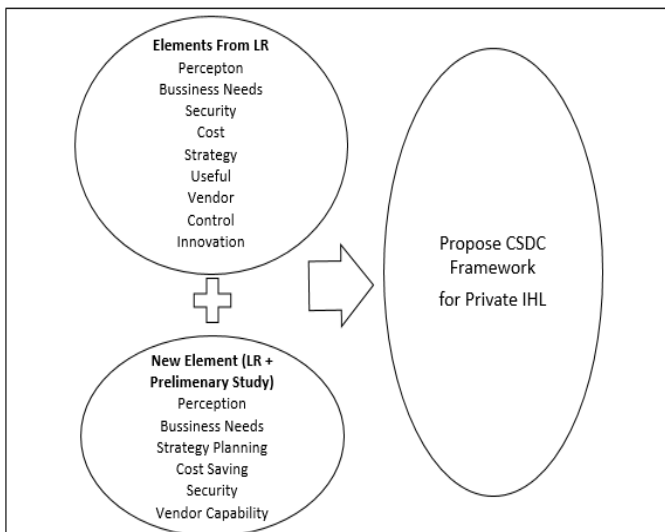 Elements From LR
Percepton
Bussiness Needs
Security
Cost
Strategy
Useful
Vendor
Control
Innovation
New Element (LR +
Prelimenary Study)
Perception
Bussiness Needs
Strategy Planning
Cost Saving
Security
Vendor Capability
Propose CSDC
Framework
for Private IHL